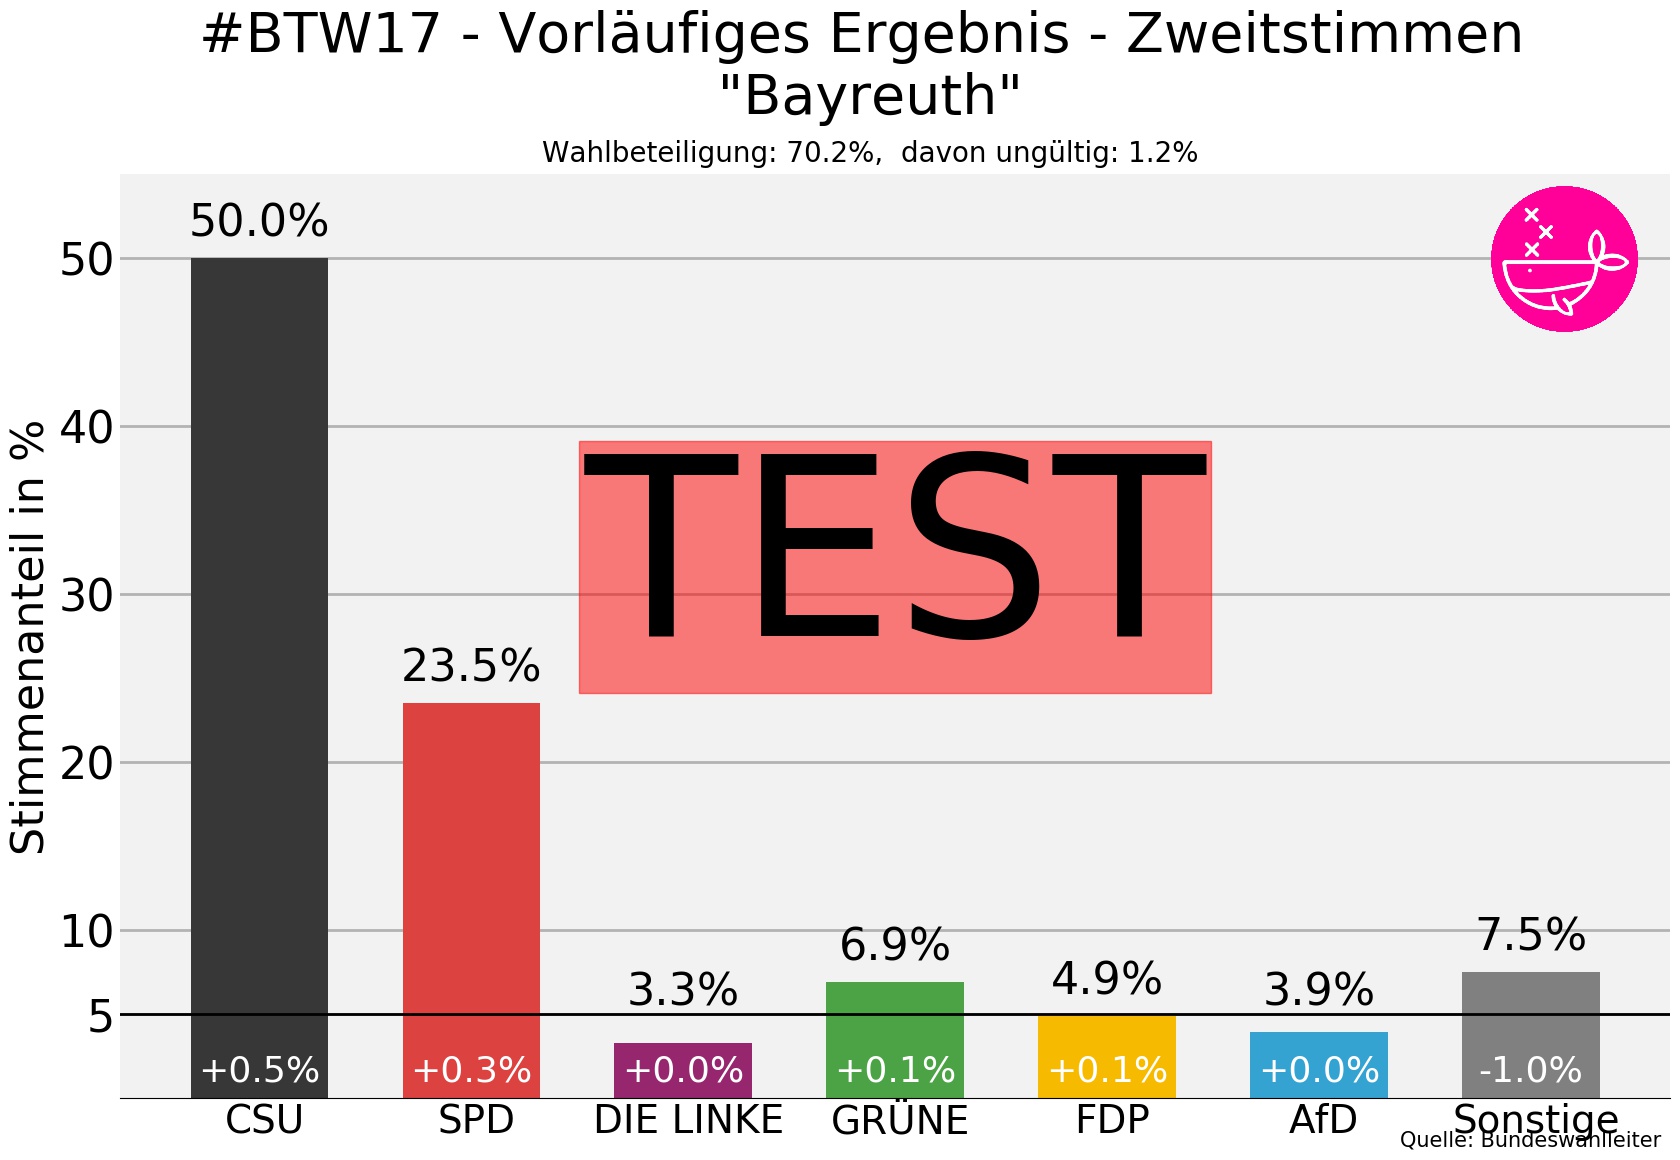 #BTW17 - Vorläufiges Ergebnis - Zweitstimmen
"Bayreuth"
Wahlbeteiligung: 70.2%,  davon ungültig: 1.2%
Stimmenanteil in %
50
40
30
20
10
5
50.0%
23.5%
3.3%
6.9%
4.9%
3.9%
7.5%
TEST
+0.5%
+0.3%
+0.0%
+0.1%
+0.1%
+0.0%
-1.0%
CSU
SPD
DIE LINKE
GRÜNE
FDP
AfD
Sonstige
Quelle: Bundeswahlleiter